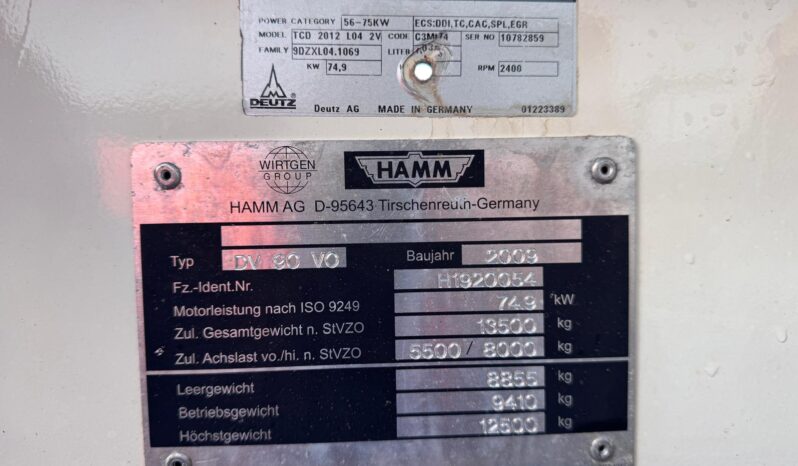 POWER CATEGORY 56-75KW ECS:DDI,TC,CAC,SPL,EGR
MODEL TCD 2012 L04 2V CODE C3MI74 SER NO 10782859
FAMILY 9DZXL04.1069 LITER
KW 74,9 RPM 2400
DEUTZ Deutz AG MADE IN GERMANY 01223389
WIRTGEN GROUP HAMM
HAMM AG D-95643 Tirschenreuth-Germany
Typ DV 90 VO Baujahr 2009
Fz.-Ident.Nr. H1920054
Motorleistung nach ISO 9249 74.9 kW
Zul. Gesamtgewicht n. StVZO 13500 kg
Zul. Achslast vo./hi. n. StVZO 5500 / 8000 kg
Leergewicht 8855 kg
Betriebsgewicht 9410 kg
Höchstgewicht 12500 kg